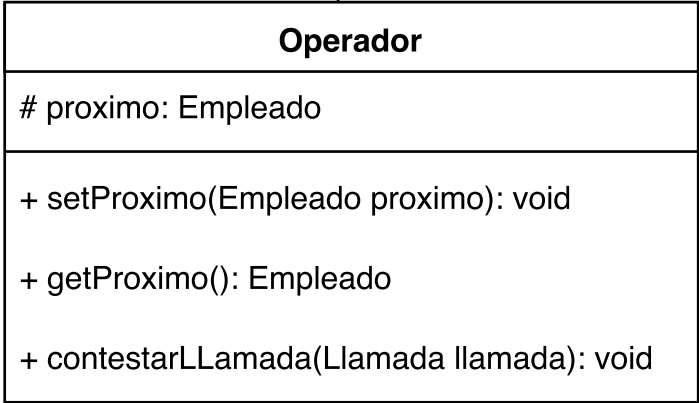 Operador
# proximo: Empleado
+ setProximo(Empleado proximo): void
+ getProximo(): Empleado
+ contestarLLamada(Llamada llamada): void